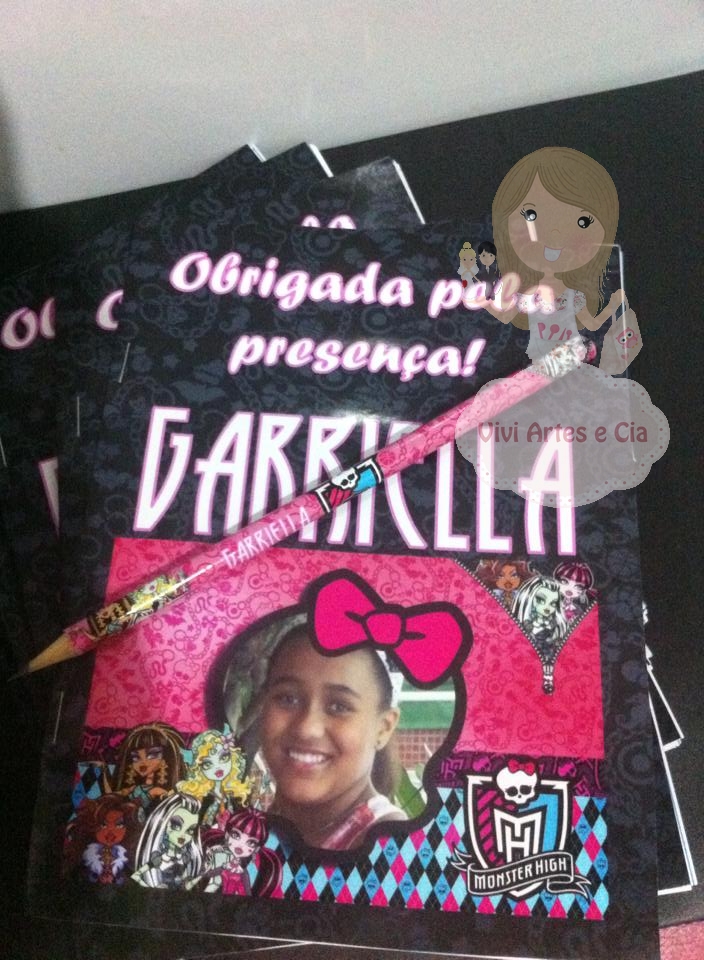 Obrigada pela
presença!
GABRIELLA
GABRIELLA
Vivi Artes e Cia
MONSTER HIGH